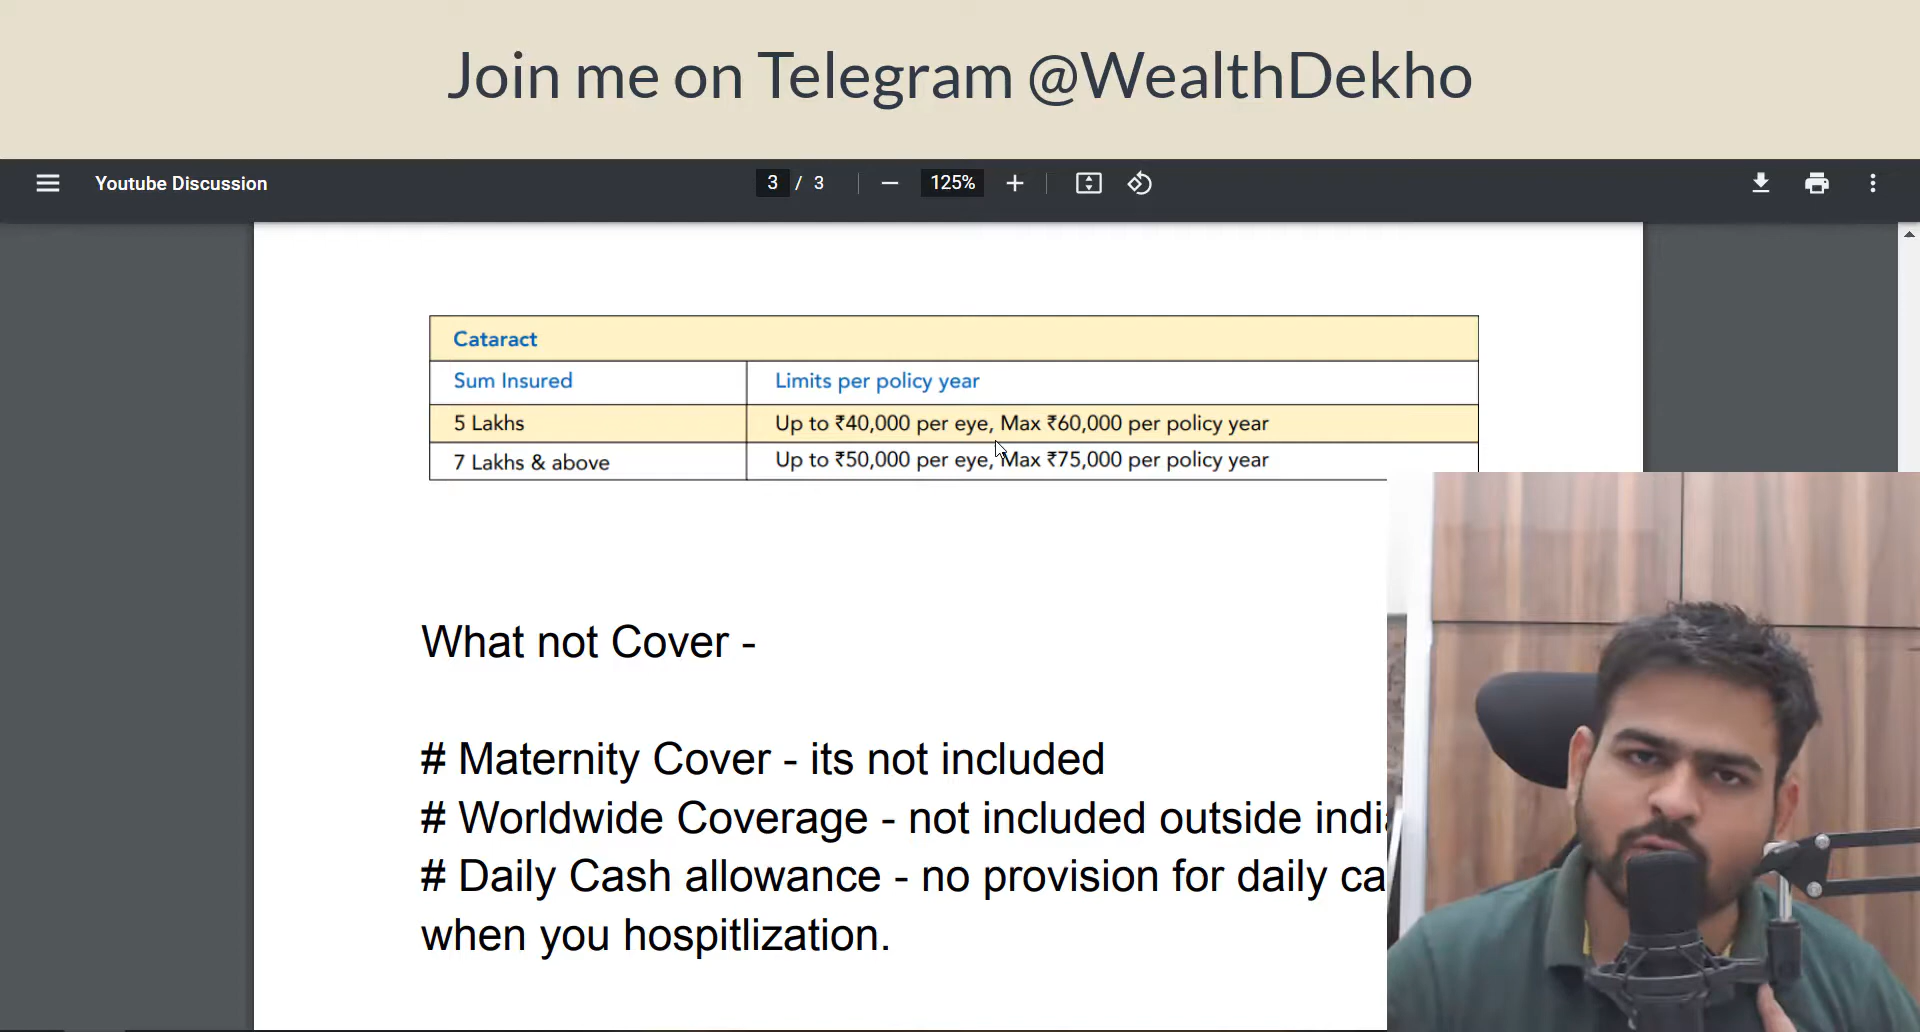 Join me on Telegram @WealthDekho
Youtube Discussion
3 / 3
125%
Cataract
Sum Insured Limits per policy year
5 Lakhs Up to ₹40,000 per eye, Max ₹60,000 per policy year
7 Lakhs & above Up to ₹50,000 per eye, Max ₹75,000 per policy year
What not Cover -
# Maternity Cover - its not included
# Worldwide Coverage - not included outside indi
# Daily Cash allowance - no provision for daily ca
when you hospitlization.